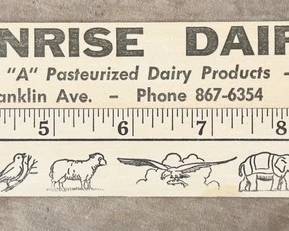 NRISE DAIR
"A" Pasteurized Dairy Products –
anklin Ave. – Phone 867-6354
5 6 7 8